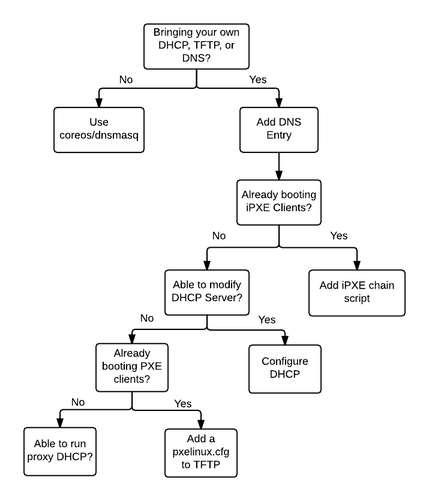 Bringing your own
DHCP, TFTP, or
DNS?
No
Yes
Use
coreos/dnsmasq
Add DNS
Entry
Already booting
iPXE Clients?
No
Yes
Able to modify
DHCP Server?
Add iPXE chain
script
No
Yes
Already
booting PXE
clients?
Configure
DHCP
No
Yes
Able to run
proxy DHCP?
Add a
pxelinux.cfg
to TFTP